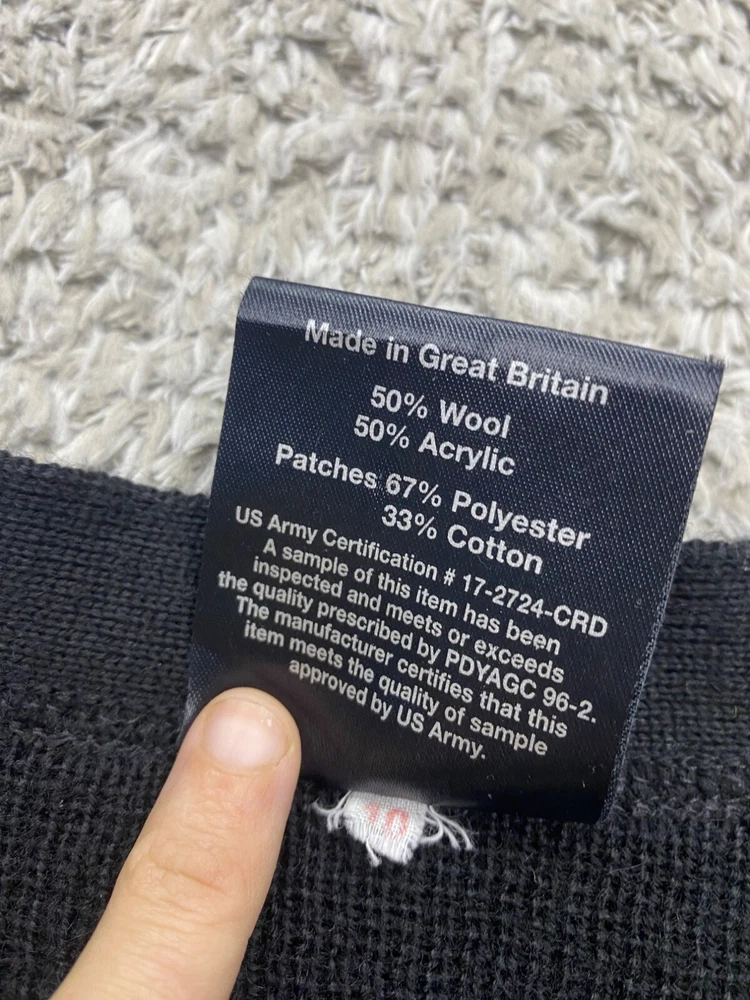 Made in Great Britain
50% Wool
50% Acrylic
Patches 67% Polyester
33% Cotton
US Army Certification # 17-2724-CRD
A sample of this item has been
inspected and meets or exceeds
the quality prescribed by PDYAGC 96-2.
The manufacturer certifies that this
item meets the quality of sample
approved by US Army.
10